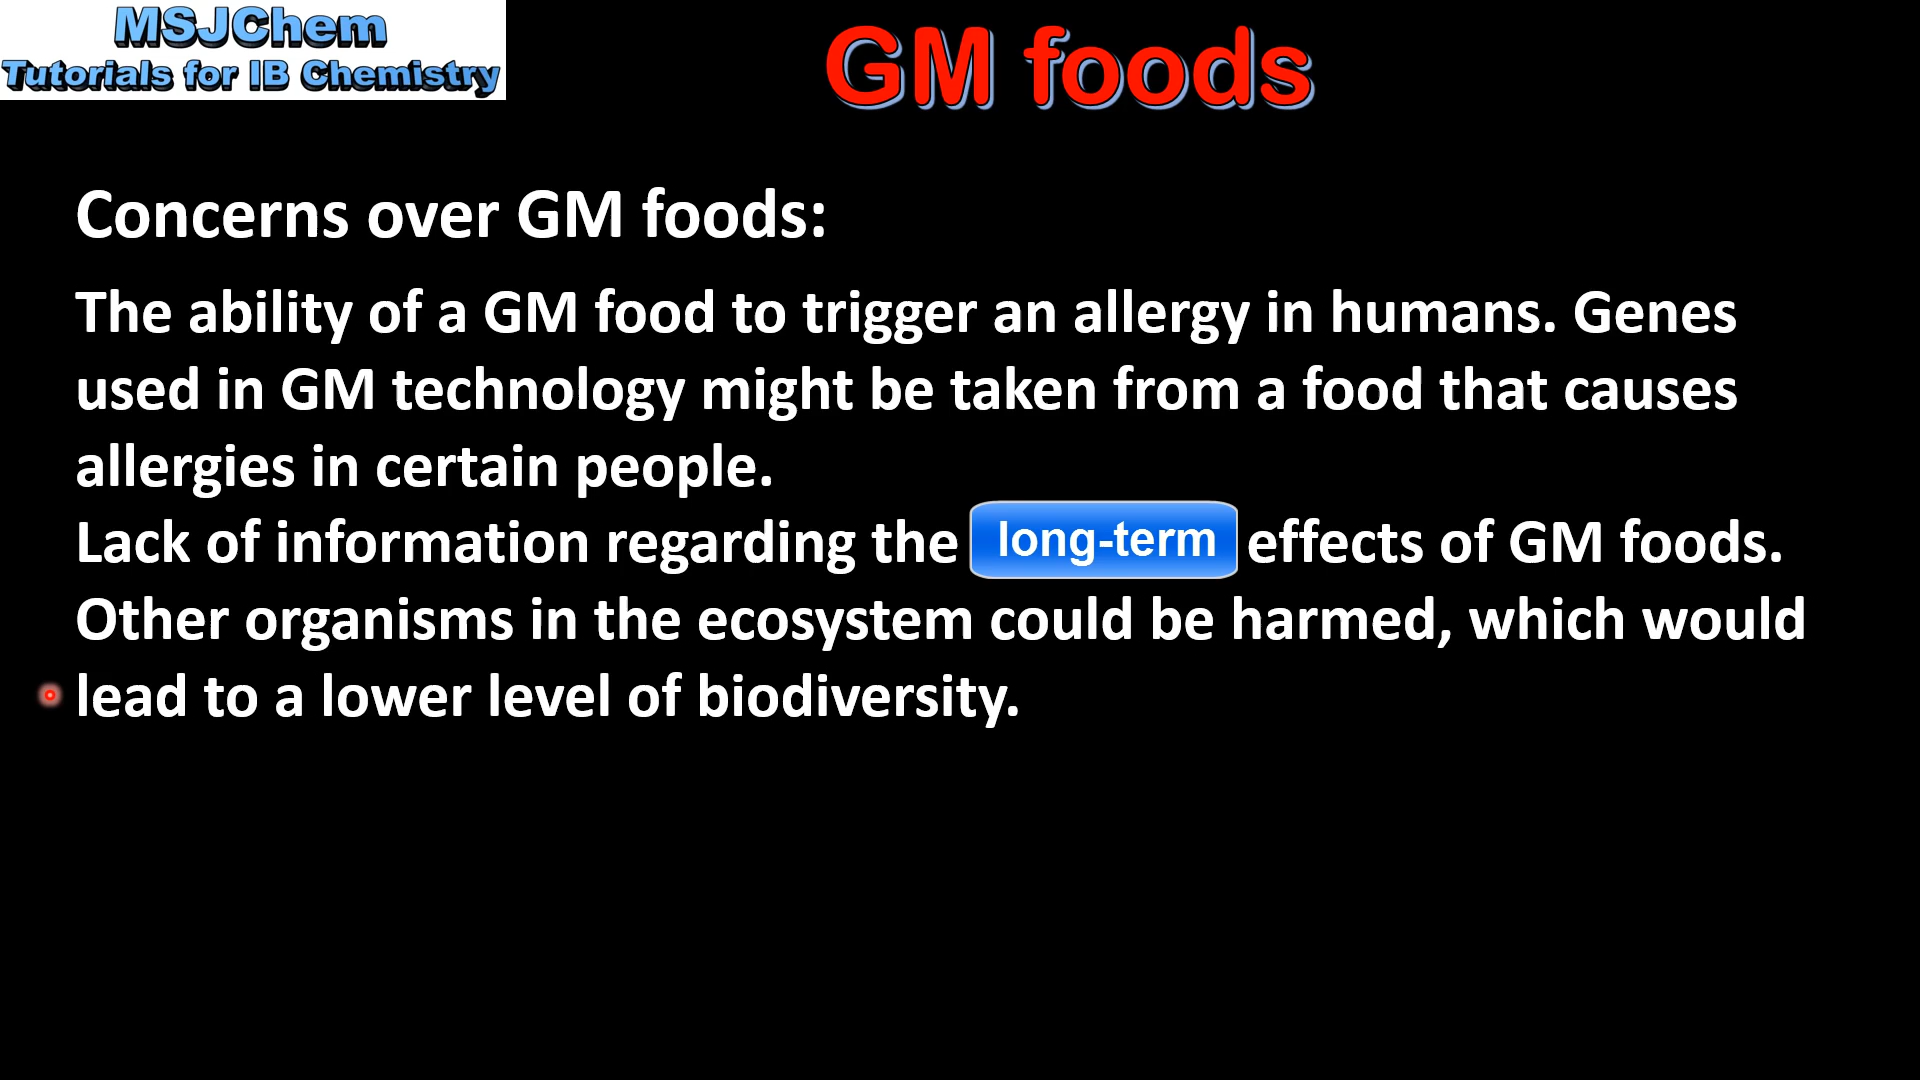 MSJChem
Tutorials for IB Chemistry
GM foods
Concerns over GM foods:
The ability of a GM food to trigger an allergy in humans. Genes
used in GM technology might be taken from a food that causes
allergies in certain people.
Lack of information regarding the long-term effects of GM foods.
Other organisms in the ecosystem could be harmed, which would
lead to a lower level of biodiversity.